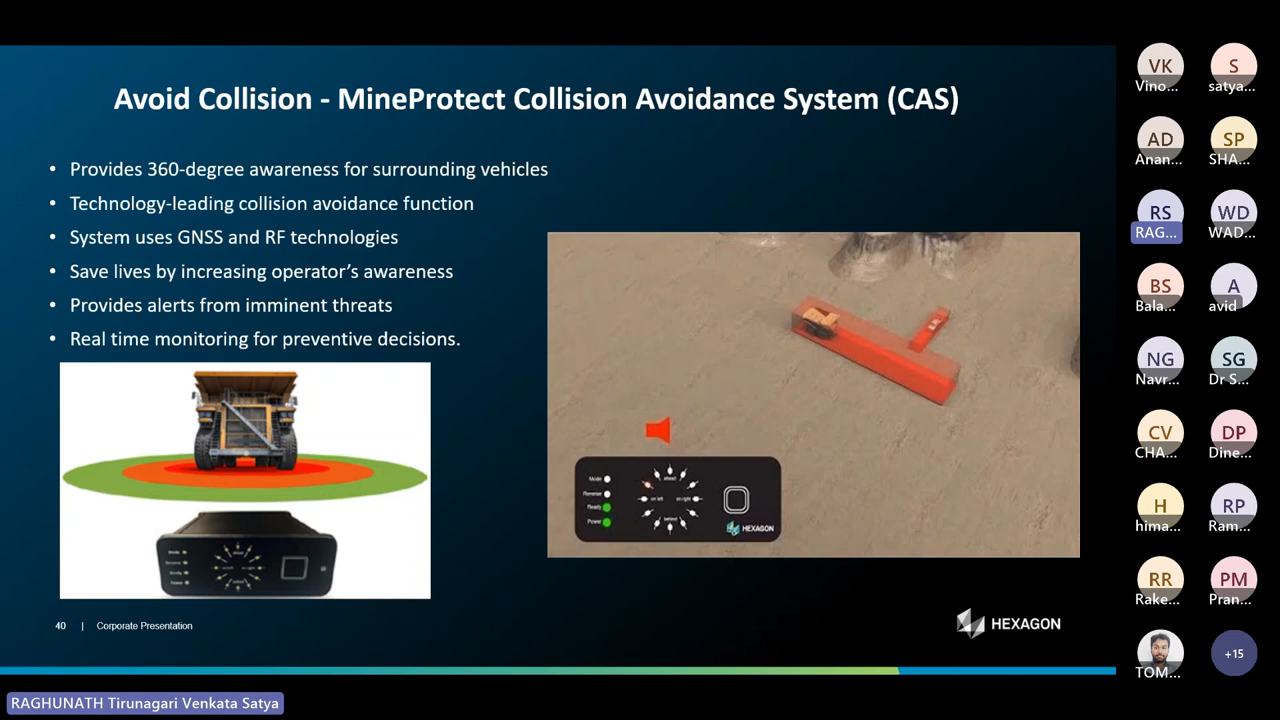 Avoid Collision - MineProtect Collision Avoidance System (CAS)
• Provides 360-degree awareness for surrounding vehicles
• Technology-leading collision avoidance function
• System uses GNSS and RF technologies
• Save lives by increasing operator's awareness
• Provides alerts from imminent threats
• Real time monitoring for preventive decisions.
Mode
Reverse
Ready
Power
ahead
on left
on right
behind
HEXAGON
40 | Corporate Presentation
HEXAGON
VK
Vino...
S
satya...
AD
Anan...
SP
SHA...
RS
RAG...
WD
WAD...
BS
Bala...
A
avid
NG
Navr...
SG
Dr S...
CV
CHA...
DP
Dine...
H
hima...
RP
Ram...
RR
Rake...
PM
Pran...
TOM...
+15
RAGHUNATH Tirunagari Venkata Satya